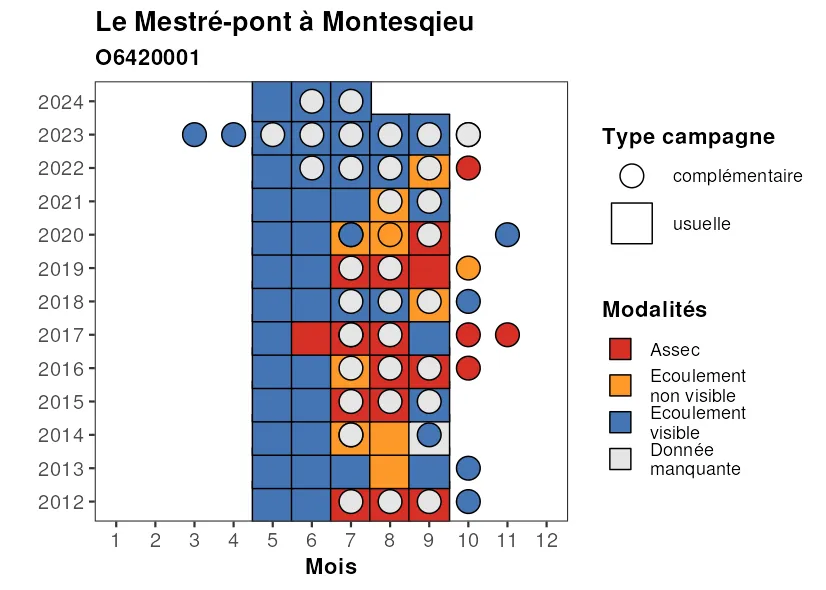 Le Mestré-pont à Montesqieu
O6420001
2024
2023
2022
2021
2020
2019
2018
2017
2016
2015
2014
2013
2012
1 2 3 4 5 6 7 8 9 10 11 12
Mois
Type campagne
complémentaire
usuelle
Modalités
Assec
Ecoulement
non visible
Ecoulement
visible
Donnée
manquante